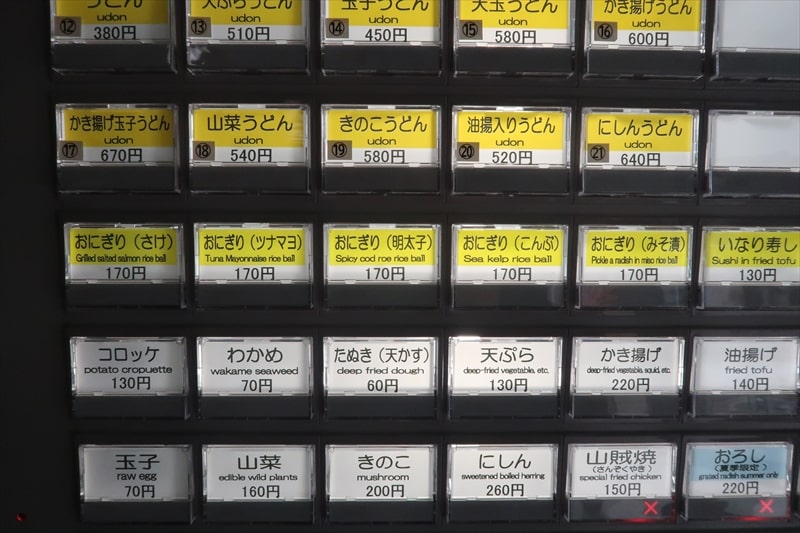 うどん
udon
⑫ 380円
天ぷらうどん
udon
⑬ 510円
玉子うどん
udon
⑭ 450円
天玉うどん
udon
⑮ 580円
かき揚げうどん
udon
⑯ 600円
かき揚げ玉子うどん
udon
⑰ 670円
山菜うどん
udon
⑱ 540円
きのこうどん
udon
⑲ 580円
油揚入りうどん
udon
⑳ 520円
にしんうどん
udon
㉑ 640円
おにぎり（さけ）
Grilled salted salmon rice ball
170円
おにぎり（ツナマヨ）
Tuna Mayonnaise rice ball
170円
おにぎり（明太子）
Spicy cod roe rice ball
170円
おにぎり（こんぶ）
Sea kelp rice ball
170円
おにぎり（みそ漬）
Pickle a radish in miso rice ball
170円
いなり寿し
Sushi in fried tofu
130円
コロッケ
potato cropuette
130円
わかめ
wakame seaweed
70円
たぬき（天かす）
deep fried dough
60円
天ぷら
deep-fried vegetable, etc.
130円
かき揚げ
deep-fried vegetable, squid, etc.
220円
油揚げ
fried tofu
140円
玉子
raw egg
70円
山菜
edible wild plants
160円
きのこ
mushroom
200円
にしん
sweetened boiled herring
260円
山賊焼
（さんぞくやき）
special fried chicken
150円
×
おろし
（夏季限定）
grated radish summer only
220円
×